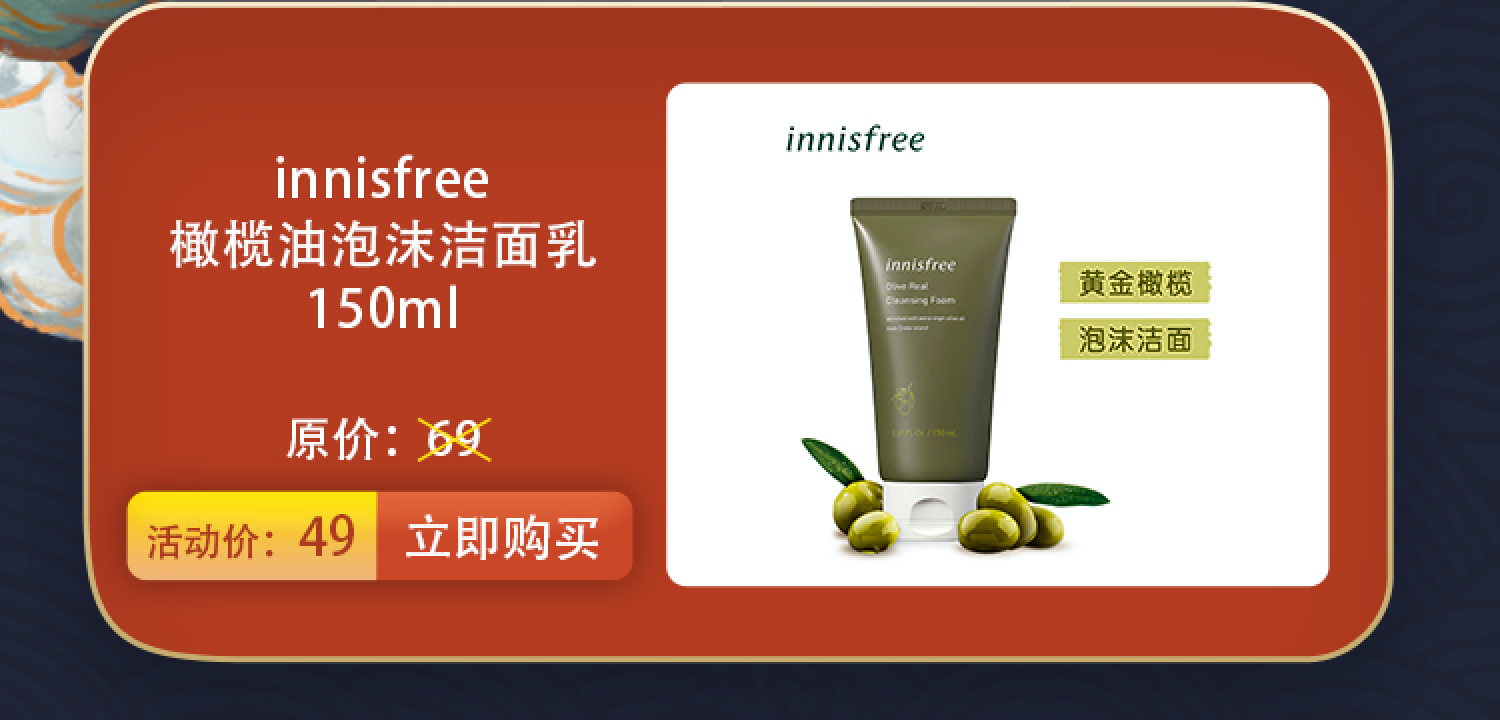 innisfree
橄榄油泡沫洁面乳
150ml
原价：69
活动价：49
立即购买
innisfree
innisfree
Olive Real
Cleansing Foam
黄金橄榄
泡沫洁面